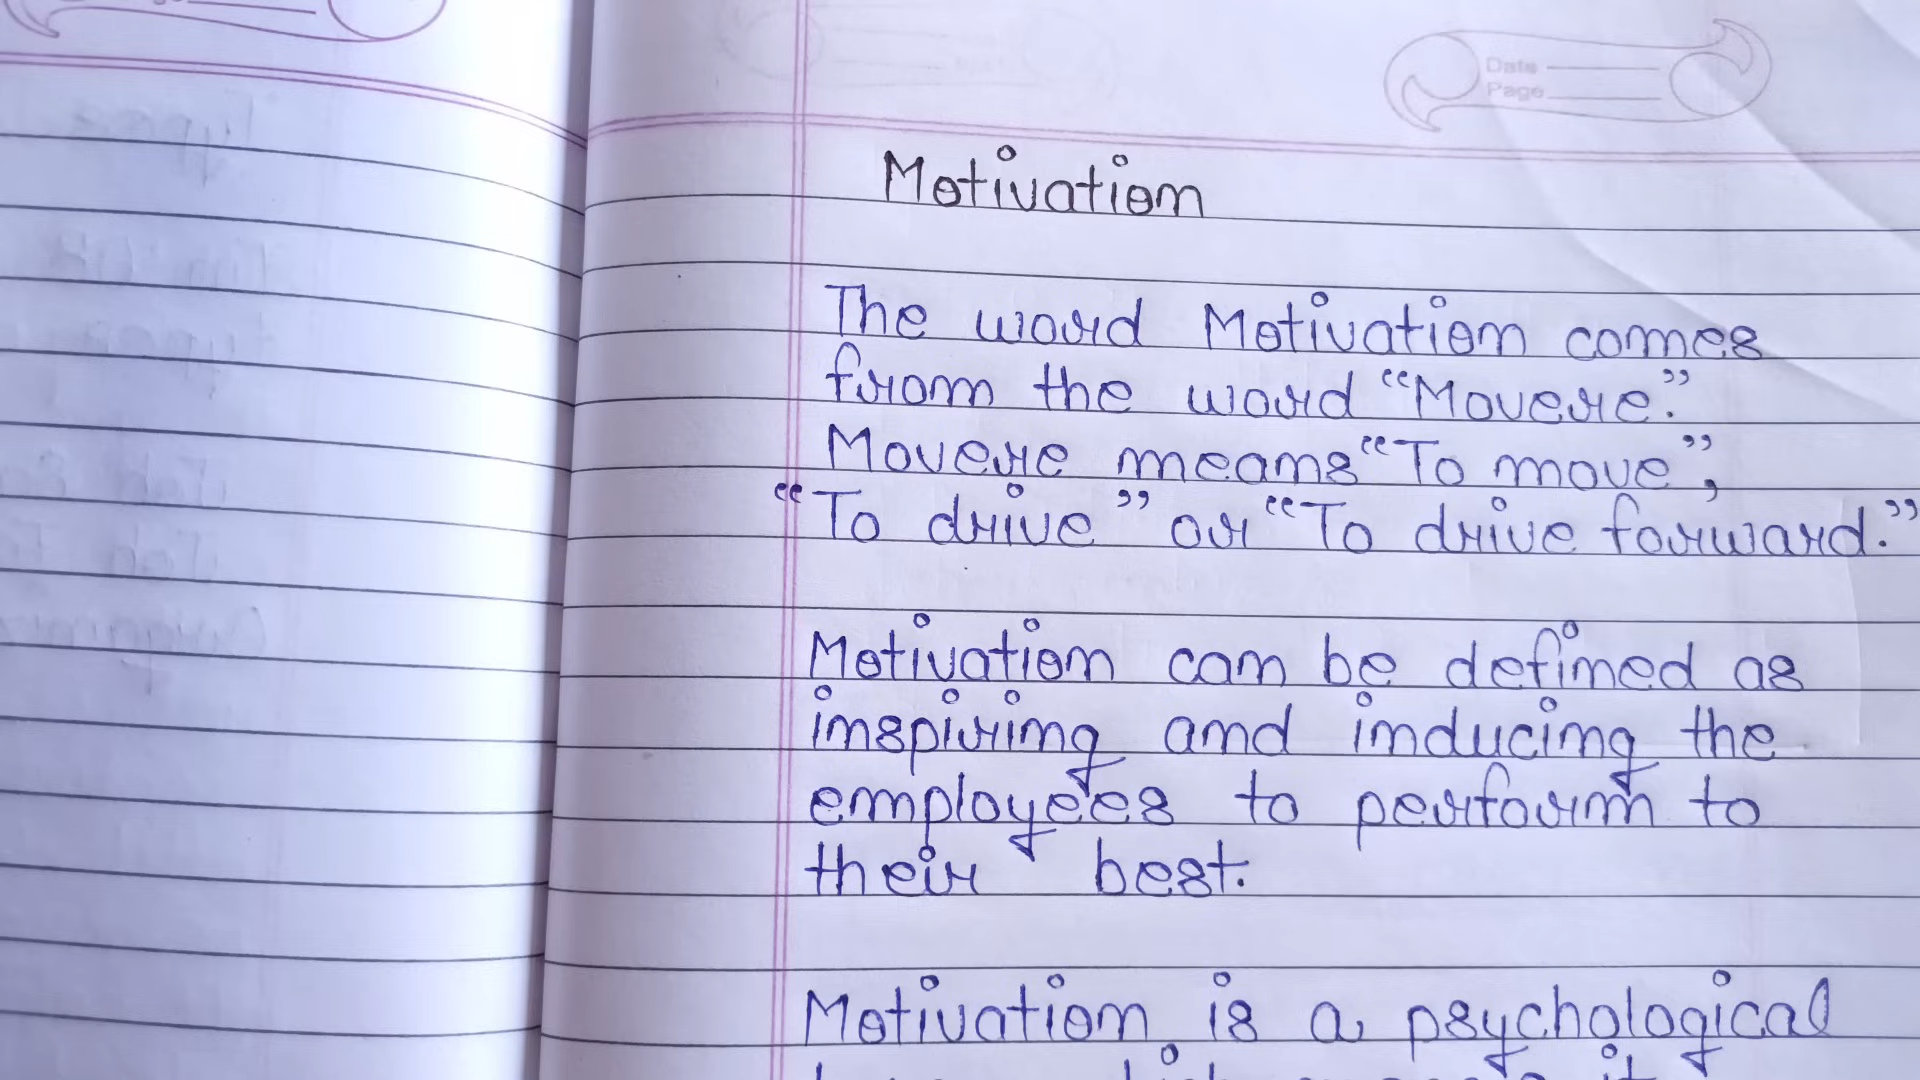 Date
Page
Motivation
The word Motivation comes
from the word “Movere.”
Movere means “To move”,
“To drive” or “To drive forward.”
Motivation can be defined as
inspiring and inducing the
employees to perform to
their best.
Motivation is a psychological